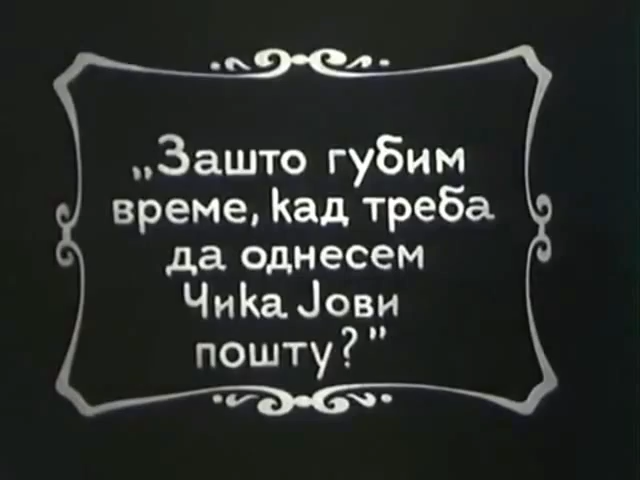 „Зашто губим
време, кад треба
да однесем
Чика Јови
пошту?"